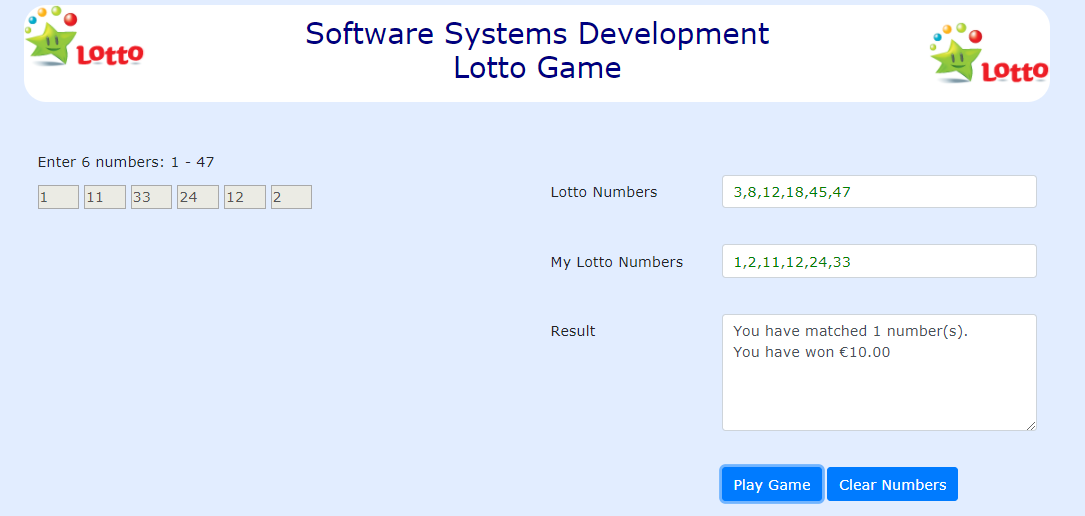 Lotto
Software Systems Development
Lotto Game
Lotto
Enter 6 numbers: 1 - 47
1 11 33 24 12 2
Lotto Numbers 3,8,12,18,45,47
My Lotto Numbers 1,2,11,12,24,33
Result
You have matched 1 number(s).
You have won €10.00
Play Game Clear Numbers